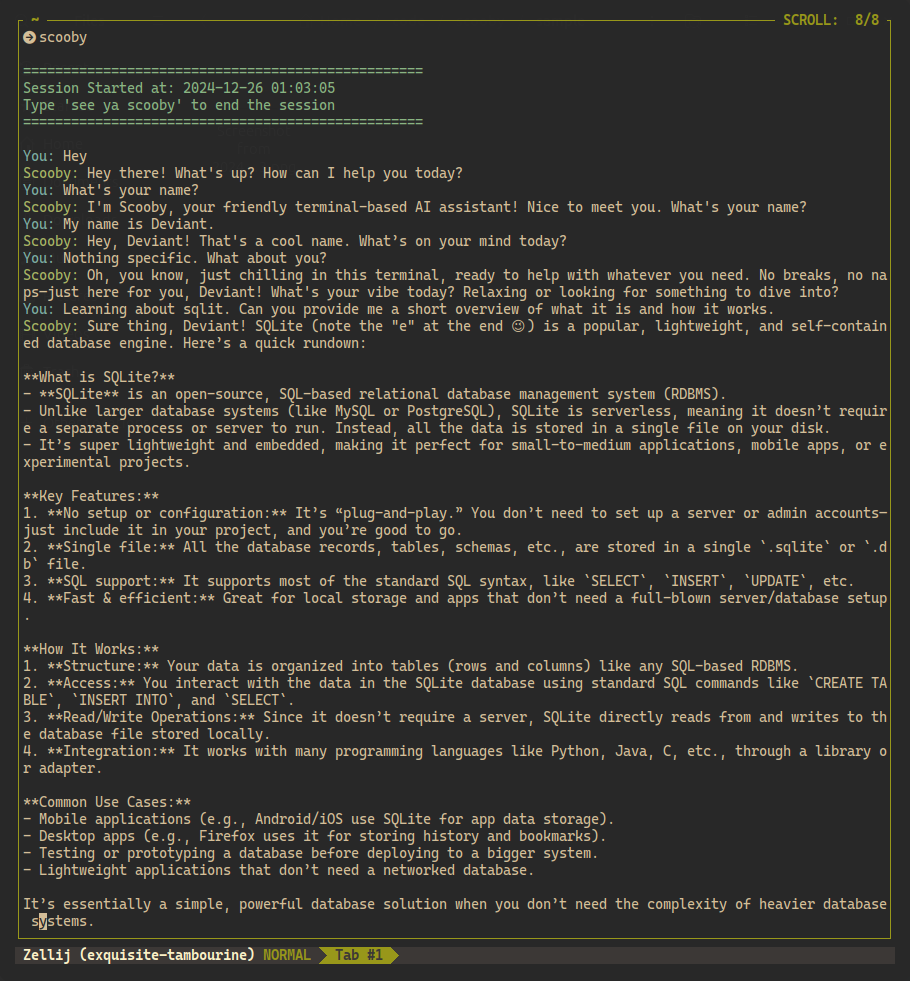 ~ SCROLL: 8/8
scooby
==================================================
Session Started at: 2024-12-26 01:03:05
Type 'see ya scooby' to end the session
==================================================
You: Hey
Scooby: Hey there! What's up? How can I help you today?
You: What's your name?
Scooby: I'm Scooby, your friendly terminal-based AI assistant! Nice to meet you. What's your name?
You: My name is Deviant.
Scooby: Hey, Deviant! That's a cool name. What’s on your mind today?
You: Nothing specific. What about you?
Scooby: Oh, you know, just chilling in this terminal, ready to help with whatever you need. No breaks, no na
ps—just here for you, Deviant! What's your vibe today? Relaxing or looking for something to dive into?
You: Learning about sqlit. Can you provide me a short overview of what it is and how it works.
Scooby: Sure thing, Deviant! SQLite (note the "e" at the end 😉) is a popular, lightweight, and self-contain
ed database engine. Here’s a quick rundown:
**What is SQLite?**
- **SQLite** is an open-source, SQL-based relational database management system (RDBMS).
- Unlike larger database systems (like MySQL or PostgreSQL), SQLite is serverless, meaning it doesn’t requir
e a separate process or server to run. Instead, all the data is stored in a single file on your disk.
- It’s super lightweight and embedded, making it perfect for small-to-medium applications, mobile apps, or e
xperimental projects.
**Key Features:**
1. **No setup or configuration:** It’s “plug-and-play.” You don’t need to set up a server or admin accounts—
just include it in your project, and you’re good to go.
2. **Single file:** All the database records, tables, schemas, etc., are stored in a single `.sqlite` or `.d
b` file.
3. **SQL support:** It supports most of the standard SQL syntax, like `SELECT`, `INSERT`, `UPDATE`, etc.
4. **Fast & efficient:** Great for local storage and apps that don’t need a full-blown server/database setup
.
**How It Works:**
1. **Structure:** Your data is organized into tables (rows and columns) like any SQL-based RDBMS.
2. **Access:** You interact with the data in the SQLite database using standard SQL commands like `CREATE TA
BLE`, `INSERT INTO`, and `SELECT`.
3. **Read/Write Operations:** Since it doesn’t require a server, SQLite directly reads from and writes to th
e database file stored locally.
4. **Integration:** It works with many programming languages like Python, Java, C, etc., through a library o
r adapter.
**Common Use Cases:**
- Mobile applications (e.g., Android/iOS use SQLite for app data storage).
- Desktop apps (e.g., Firefox uses it for storing history and bookmarks).
- Testing or prototyping a database before deploying to a bigger system.
- Lightweight applications that don’t need a networked database.
It’s essentially a simple, powerful database solution when you don’t need the complexity of heavier database
systems.
Zellij (exquisite-tambourine) NORMAL Tab #1